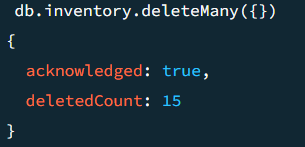 db.inventory.deleteMany({})
{
acknowledged: true,
deletedCount: 15
}